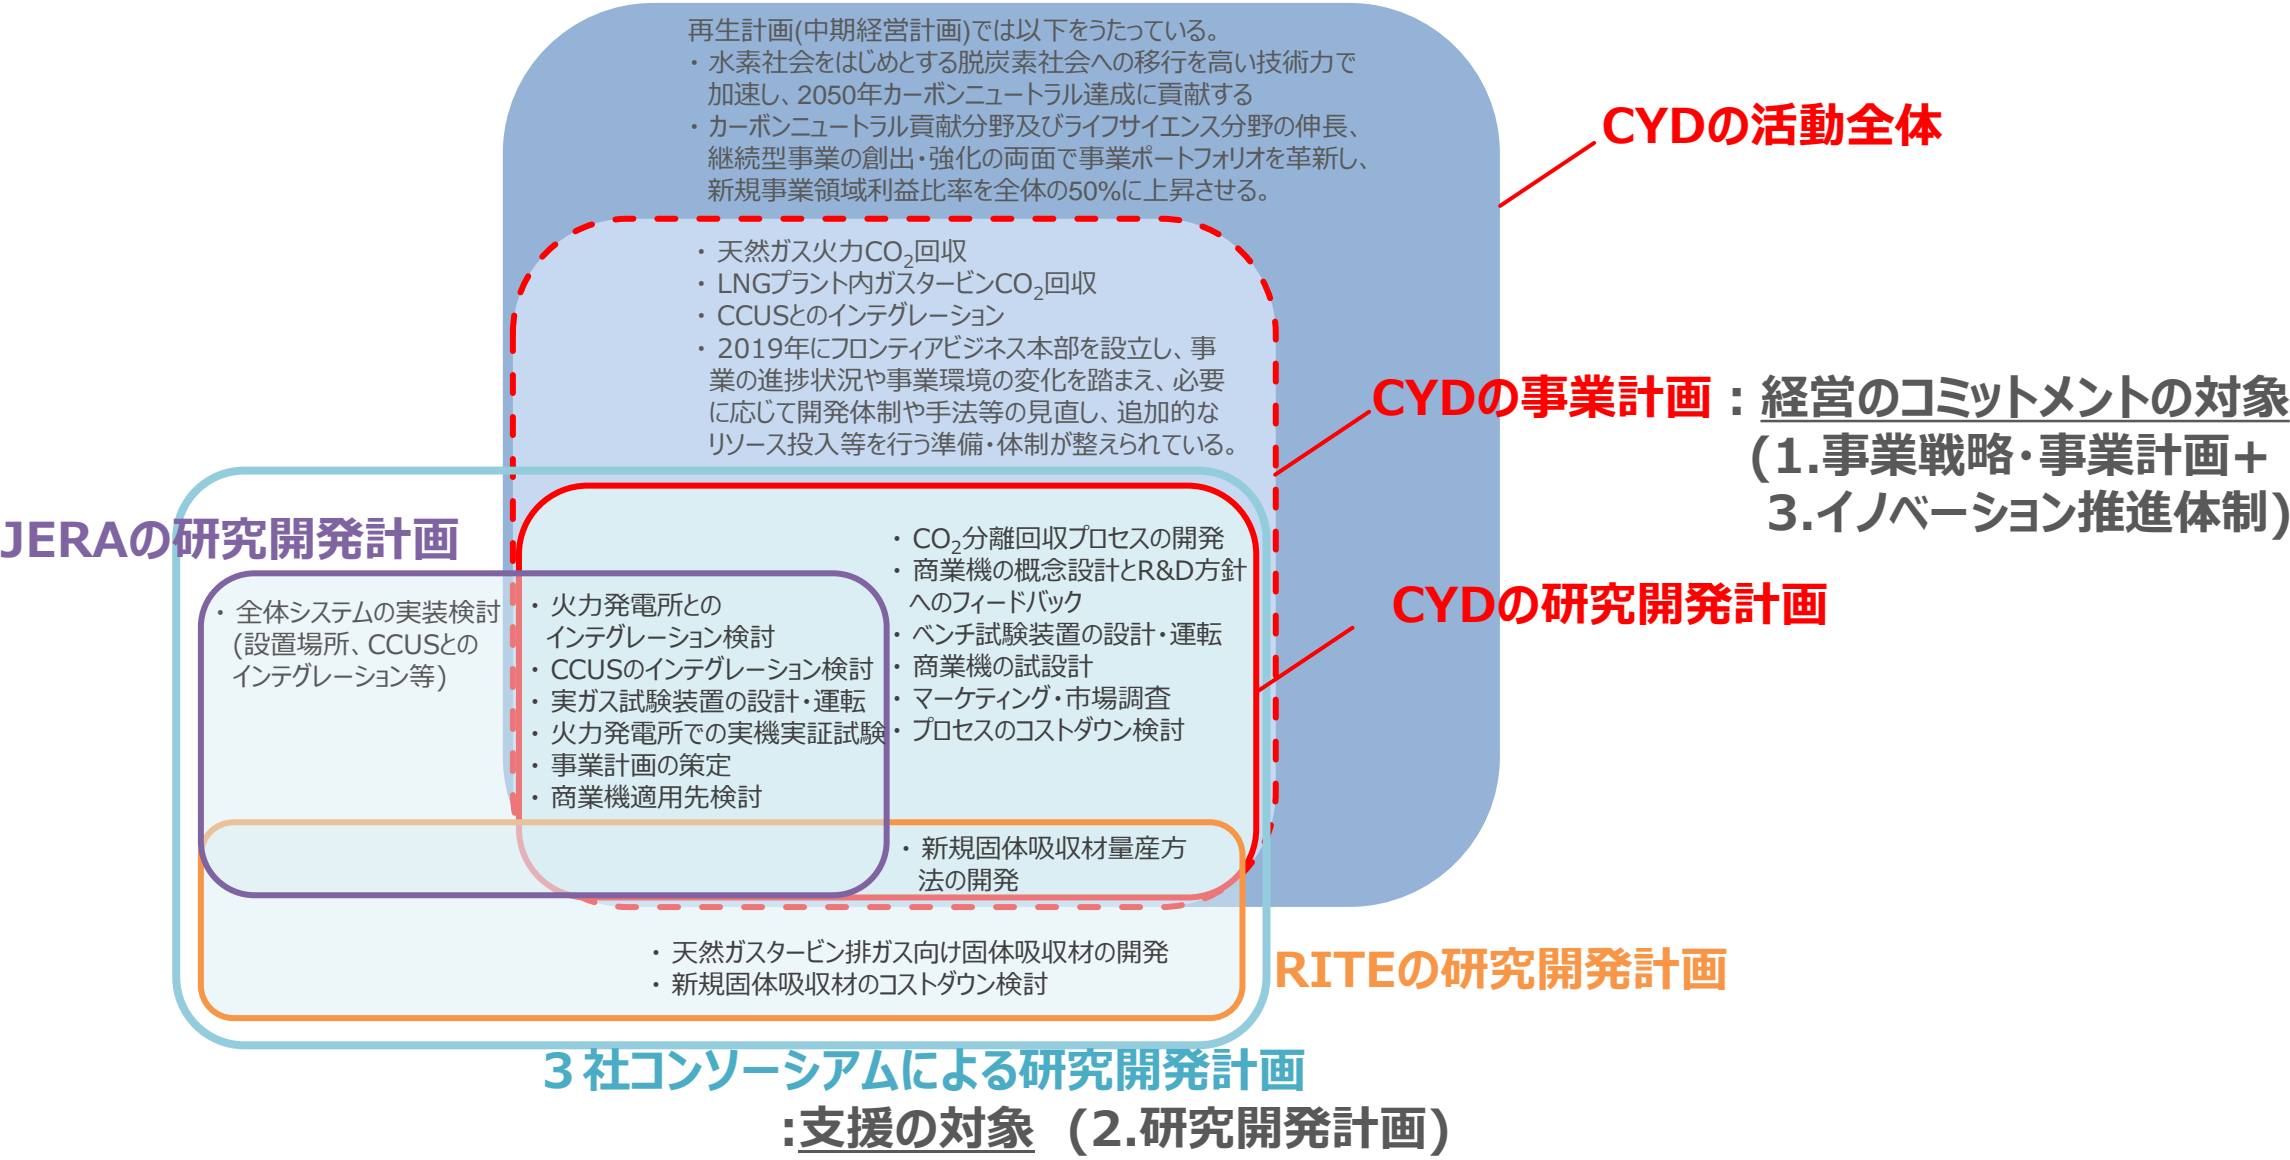 再生計画(中期経営計画)では以下をうたっている。
・ 水素社会をはじめとする脱炭素社会への移行を高い技術力で
加速し、2050年カーボンニュートラル達成に貢献する
・ カーボンニュートラル貢献分野及びライフサイエンス分野の伸長、
継続型事業の創出・強化の両面で事業ポートフォリオを革新し、
新規事業領域利益比率を全体の50%に上昇させる。
CYDの活動全体
・ 天然ガス火力CO₂回収
・ LNGプラント内ガスタービンCO₂回収
・ CCUSとのインテグレーション
・ 2019年にフロンティアビジネス本部を設立し、事
業の進捗状況や事業環境の変化を踏まえ、必要
に応じて開発体制や手法等の見直し、追加的な
リソース投入等を行う準備・体制が整えられている。
CYDの事業計画：経営のコミットメントの対象
(1.事業戦略・事業計画＋
3.イノベーション推進体制)
JERAの研究開発計画
・ 全体システムの実装検討
(設置場所、CCUSとの
インテグレーション等)
・ 火力発電所との
インテグレーション検討
・ CCUSのインテグレーション検討
・ 実ガス試験装置の設計・運転
・ 火力発電所での実機実証試験
・ 事業計画の策定
・ 商業機適用先検討
・ CO₂分離回収プロセスの開発
・ 商業機の概念設計とR&D方針
へのフィードバック
・ ベンチ試験装置の設計・運転
・ 商業機の試設計
・ マーケティング・市場調査
・ プロセスのコストダウン検討
CYDの研究開発計画
・ 新規固体吸収材量産方
法の開発
・ 天然ガスタービン排ガス向け固体吸収材の開発
・ 新規固体吸収材のコストダウン検討
RITEの研究開発計画
３社コンソーシアムによる研究開発計画
:支援の対象 (2.研究開発計画)